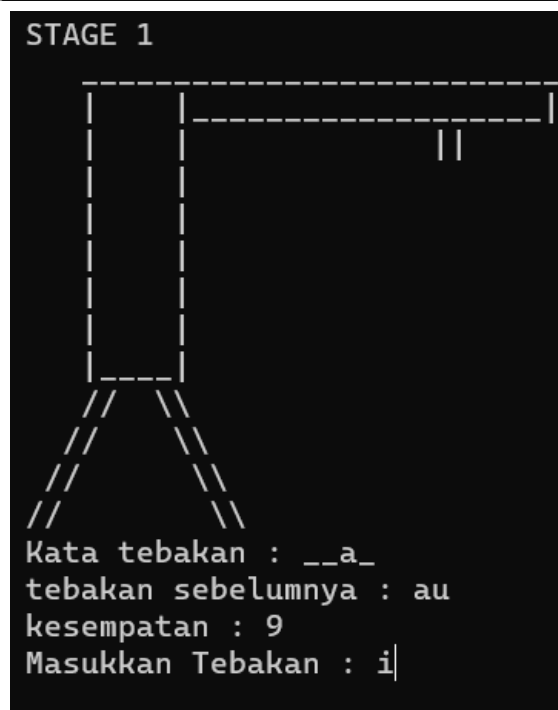 STAGE 1
Kata tebakan : __a_
tebakan sebelumnya : au
kesempatan : 9
Masukkan Tebakan : i